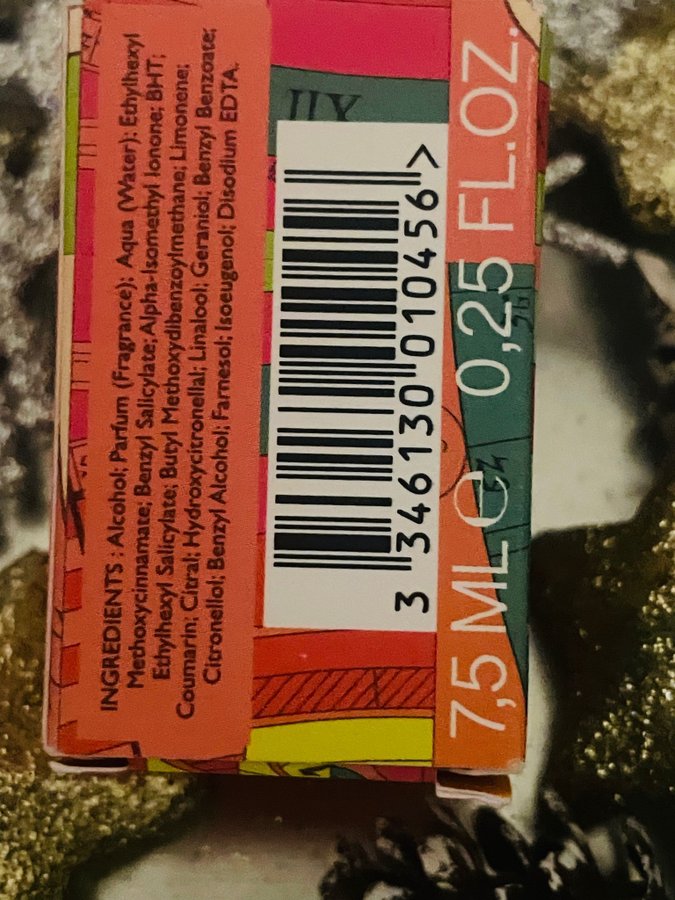 INGREDIENTS : Alcohol; Parfum (Fragrance); Aqua (Water); Ethylhexyl
Methoxycinnamate; Benzyl Salicylate; Alpha-Isomethyl Ionone; BHT;
Ethylhexyl Salicylate; Butyl Methoxydibenzoylmethane; Limonene;
Coumarin; Citral; Hydroxycitronellal; Linalool; Geraniol; Benzyl Benzoate;
Citronellol; Benzyl Alcohol; Farnesol; Isoeugenol; Disodium EDTA.
XII
3 346130 010456 >
7,5 ML e 0,25 FL.OZ.